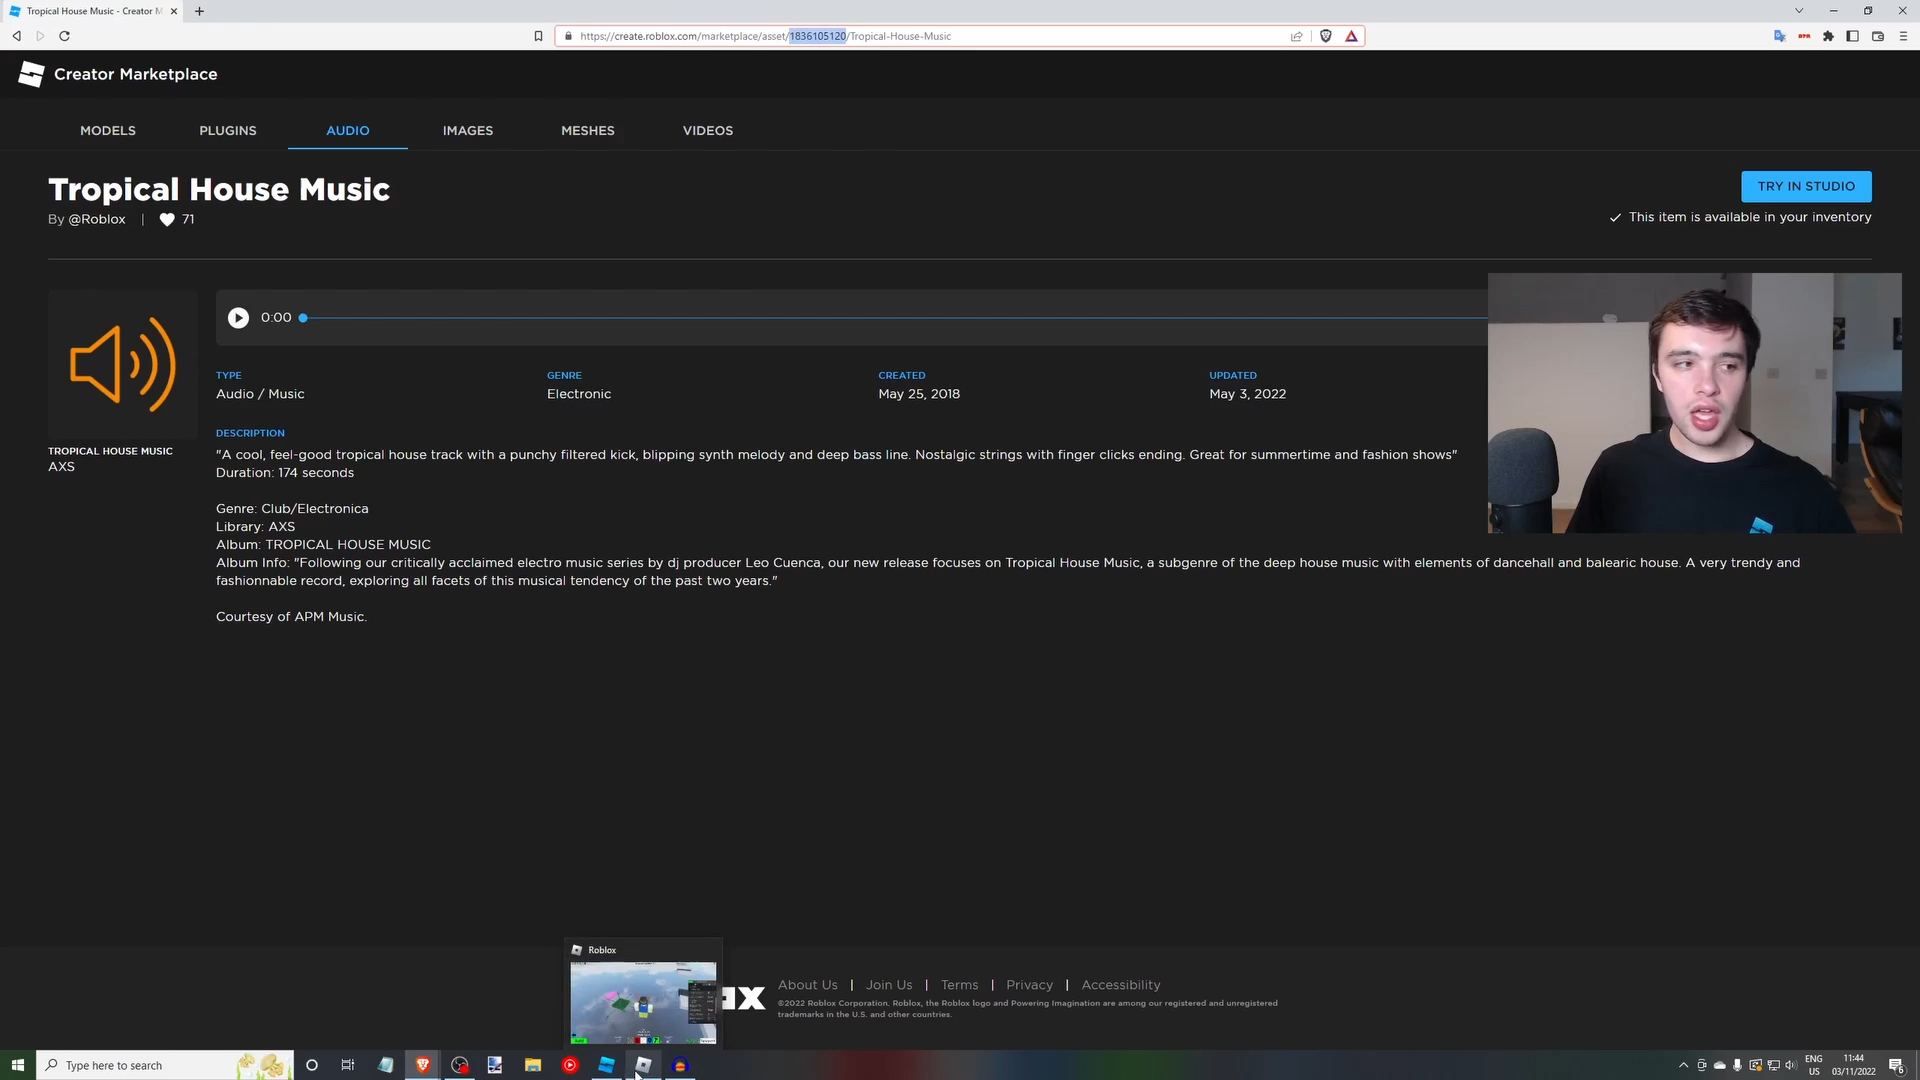 Tropical House Music - Creator M
https://create.roblox.com/marketplace/asset/1836105120/Tropical-House-Music
Creator Marketplace
MODELS PLUGINS AUDIO IMAGES MESHES VIDEOS
Tropical House Music
TRY IN STUDIO
By @Roblox | 71
This item is available in your inventory
0:00
TYPE GENRE CREATED UPDATED
Audio / Music Electronic May 25, 2018 May 3, 2022
DESCRIPTION
TROPICAL HOUSE MUSIC
AXS
"A cool, feel-good tropical house track with a punchy filtered kick, blipping synth melody and deep bass line. Nostalgic strings with finger clicks ending. Great for summertime and fashion shows"
Duration: 174 seconds
Genre: Club/Electronica
Library: AXS
Album: TROPICAL HOUSE MUSIC
Album Info: "Following our critically acclaimed electro music series by dj producer Leo Cuenca, our new release focuses on Tropical House Music, a subgenre of the deep house music with elements of dancehall and balearic house. A very trendy and
fashionnable record, exploring all facets of this musical tendency of the past two years."
Courtesy of APM Music.
Roblox
About Us | Join Us | Terms | Privacy | Accessibility
©2022 Roblox Corporation. Roblox, the Roblox logo and Powering Imagination are among our registered and unregistered
trademarks in the U.S. and other countries.
Type here to search
ENG
US
11:44
03/11/2022
6